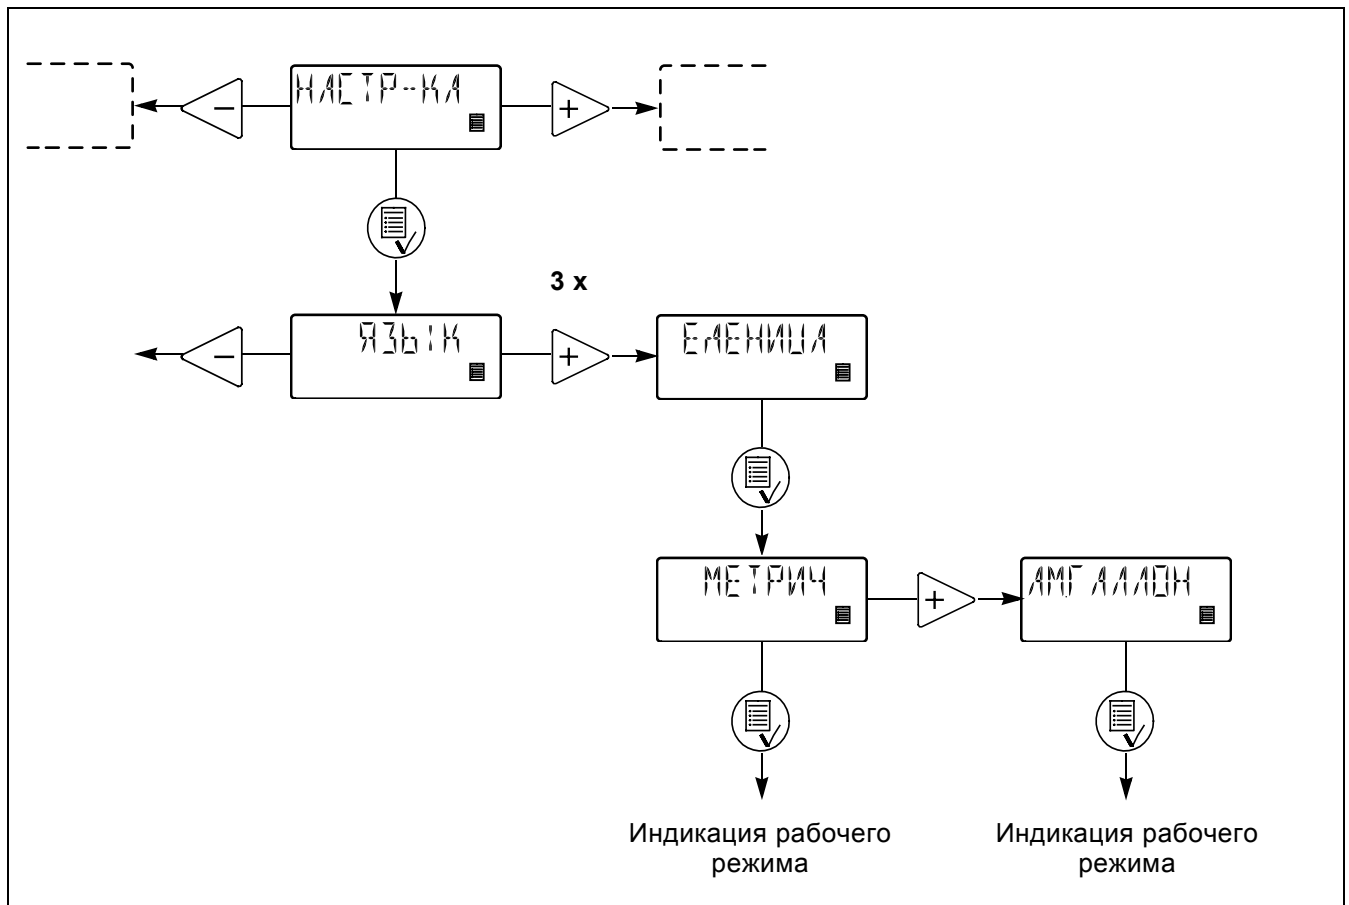 НАСТР-КА
3 x
ЯЗЫК
ЕДЕНИЦА
МЕТРИЧ
АМГАЛЛОН
Индикация рабочего
режима
Индикация рабочего
режима